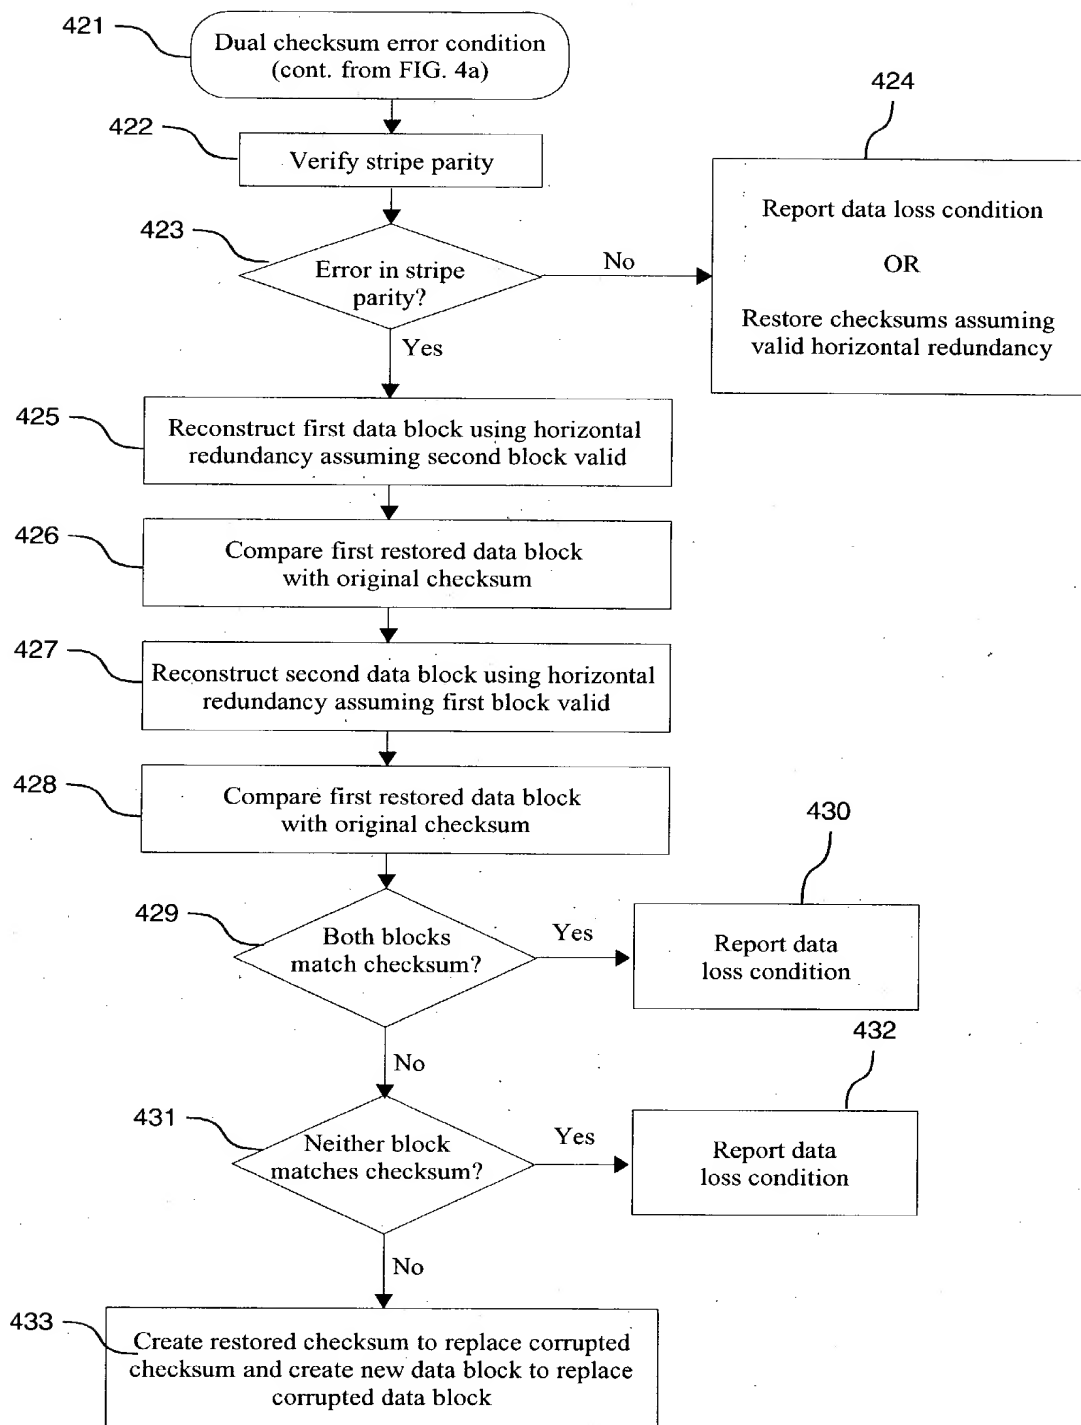 421
Dual checksum error condition
(cont. from FIG. 4a)
424
422
Verify stripe parity
Report data loss condition
OR
Restore checksums assuming
valid horizontal redundancy
423
Error in stripe
parity?
No
Yes
425
Reconstruct first data block using horizontal
redundancy assuming second block valid
426
Compare first restored data block
with original checksum
427
Reconstruct second data block using horizontal
redundancy assuming first block valid
428
Compare first restored data block
with original checksum
430
429
Both blocks
match checksum?
Yes
Report data
loss condition
No
432
431
Neither block
matches checksum?
Yes
Report data
loss condition
No
433
Create restored checksum to replace corrupted
checksum and create new data block to replace
corrupted data block